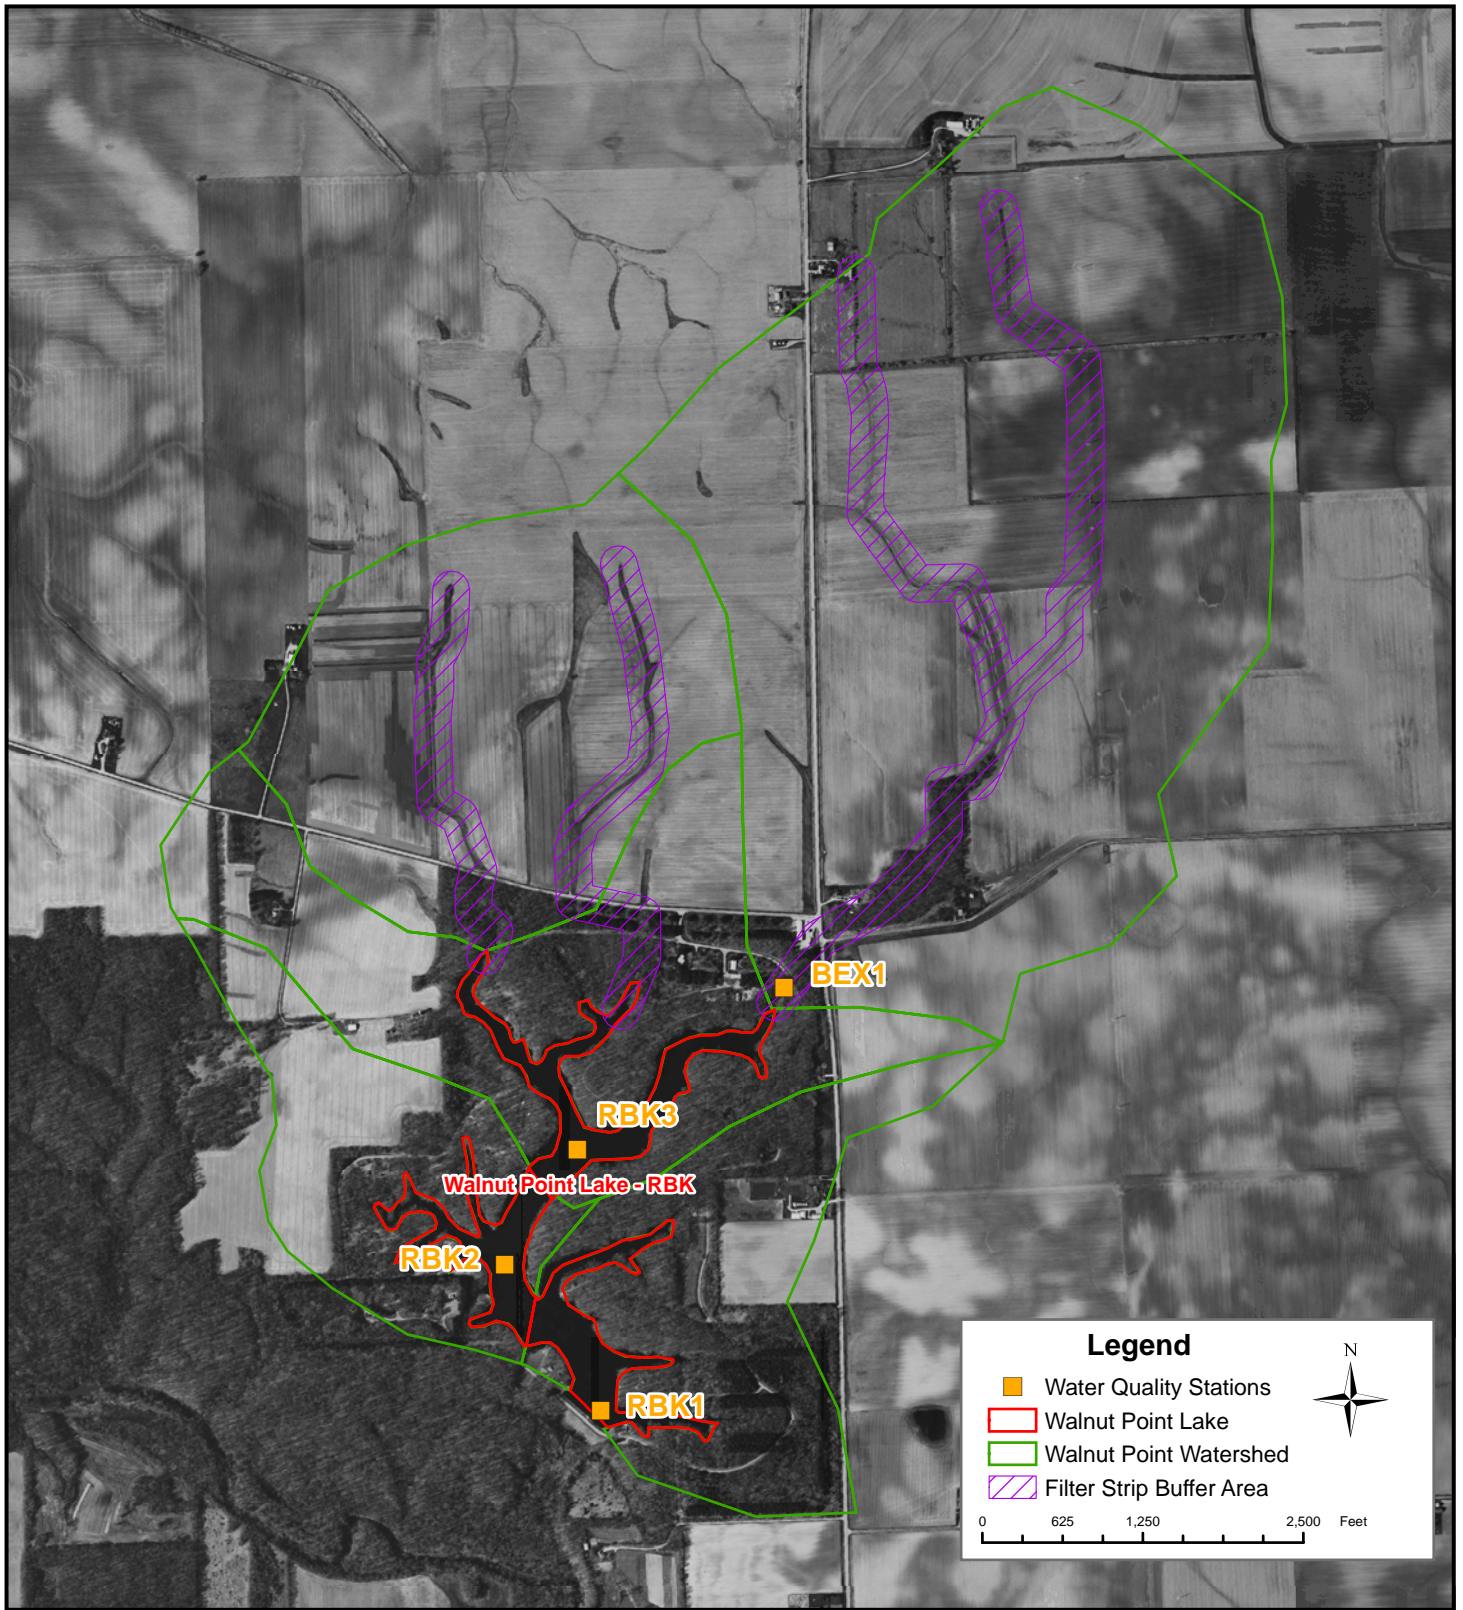 BEX1
RBK3
Walnut Point Lake - RBK
RBK2
RBK1
Legend
N
Water Quality Stations
Walnut Point Lake
Walnut Point Watershed
Filter Strip Buffer Area
0 625 1,250 2,500 Feet